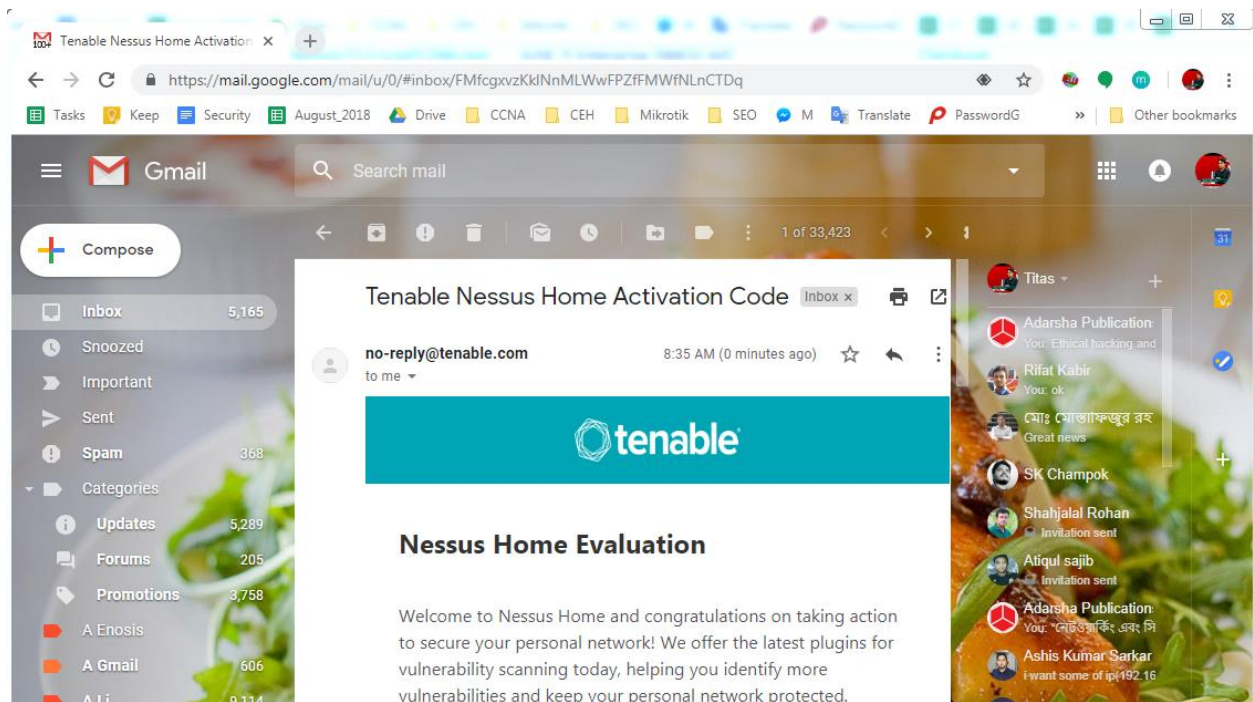 Tenable Nessus Home Activation
https://mail.google.com/mail/u/0/#inbox/FMfcgxvzKklNnMLWwFPZfFMWfNLnCTDq
Tasks Keep Security August_2018 Drive CCNA CEH Mikrotik SEO M Translate PasswordG » Other bookmarks
Gmail
Search mail
Compose
1 of 33,423
Inbox 5,165
Snoozed
Important
Sent
Spam 368
Categories
Updates 5,289
Forums 205
Promotions 3,758
A Enosis
A Gmail 606
9,114
Tenable Nessus Home Activation Code Inbox x
no-reply@tenable.com 8:35 AM (0 minutes ago)
to me
tenable
Nessus Home Evaluation
Welcome to Nessus Home and congratulations on taking action
to secure your personal network! We offer the latest plugins for
vulnerability scanning today, helping you identify more
vulnerabilities and keep your personal network protected.
Titas
Adarsha Publication
You: Ethical hacking and
Rifat Kabir
You: ok
মোঃ মোস্তাফিজুর রহ
Great news
SK Champok
Shahjalal Rohan
Invitation sent
Atiqul sajib
Invitation sent
Adarsha Publication
You: "নেটওয়ার্কিং এবং সি
Ashis Kumar Sarkar
i want some of ip(192.16
31